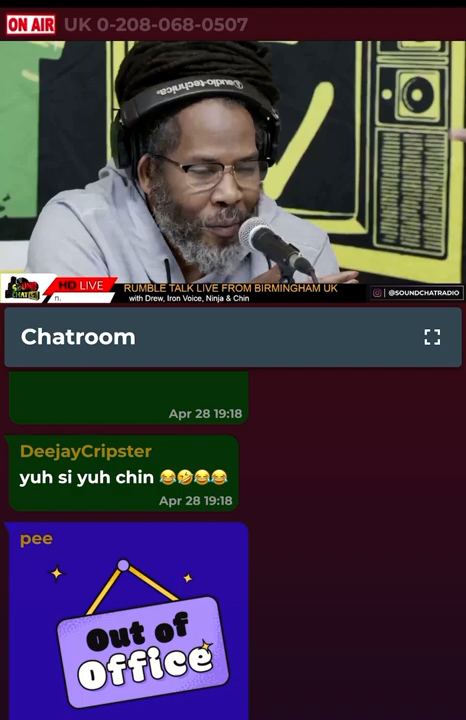 ON AIR UK 0-208-068-0507
audio-technica
HD LIVE
RUMBLE TALK LIVE FROM BIRMINGHAM UK
n.
with Drew, Iron Voice, Ninja & Chin
@SOUNDCHATRADIO
Chatroom
Apr 28 19:18
DeejayCripster
yuh si yuh chin 😂🤣😂😂
Apr 28 19:18
pee
Out of
Office